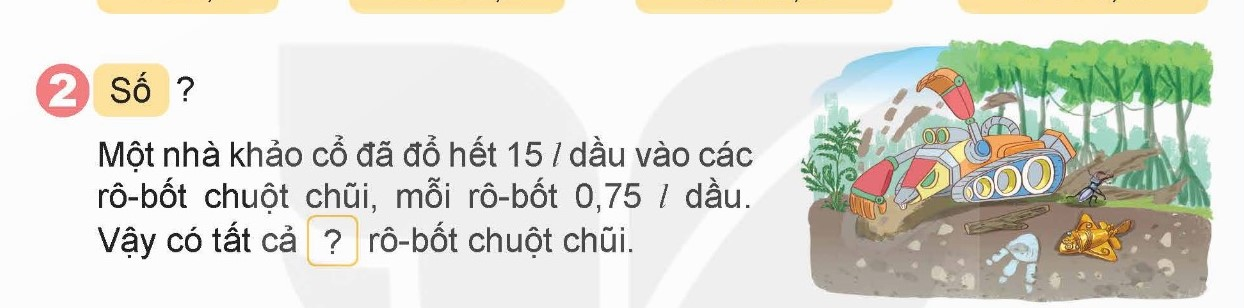 2 Số ?
Một nhà khảo cổ đã đổ hết 15 l dầu vào các
rô-bốt chuột chũi, mỗi rô-bốt 0,75 l dầu.
Vậy có tất cả ? rô-bốt chuột chũi.